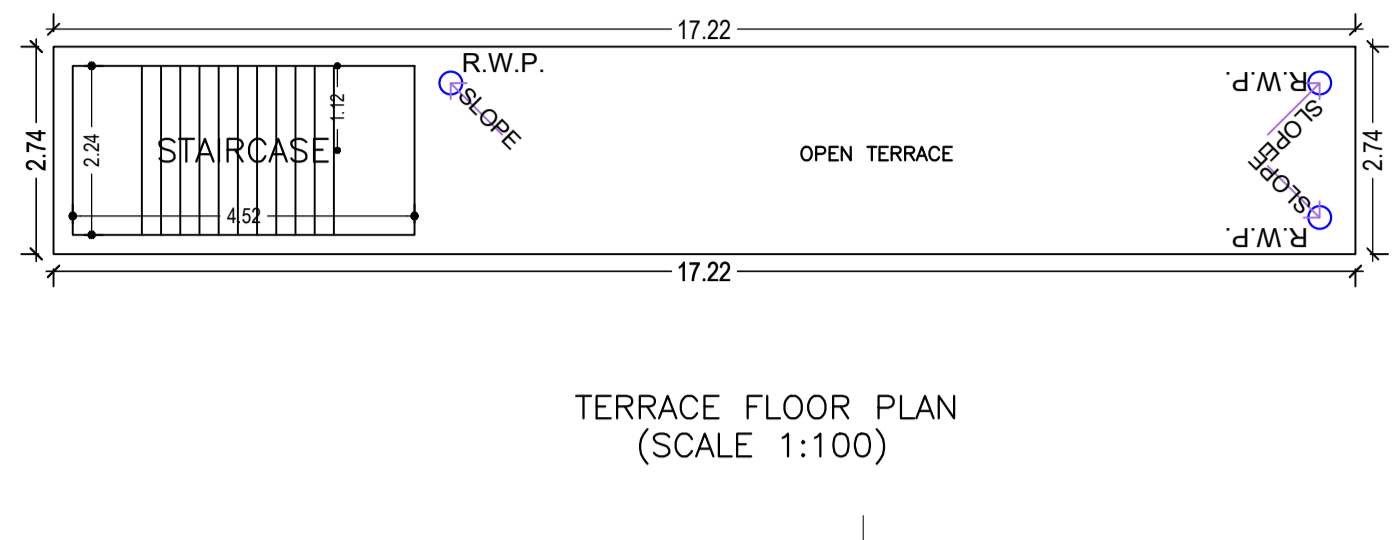 17.22
R.W.P.
R.W.P.
SLOPE
SLOPE
1.12
2.74
2.24
STAIRCASE
OPEN TERRACE
2.74
SLOPE
4.52
R.W.P.
17.22
TERRACE FLOOR PLAN
(SCALE 1:100)